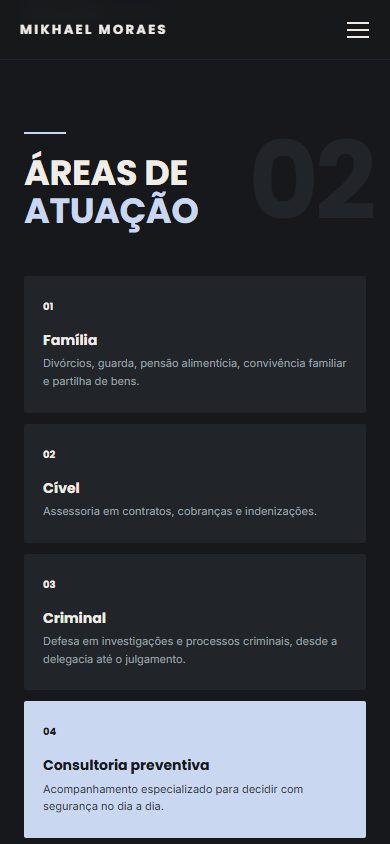 MIKHAEL MORAES
02
ÁREAS DE
ATUAÇÃO
01
Família
Divórcios, guarda, pensão alimentícia, convivência familiar
e partilha de bens.
02
Cível
Assessoria em contratos, cobranças e indenizações.
03
Criminal
Defesa em investigações e processos criminais, desde a
delegacia até o julgamento.
04
Consultoria preventiva
Acompanhamento especializado para decidir com
segurança no dia a dia.